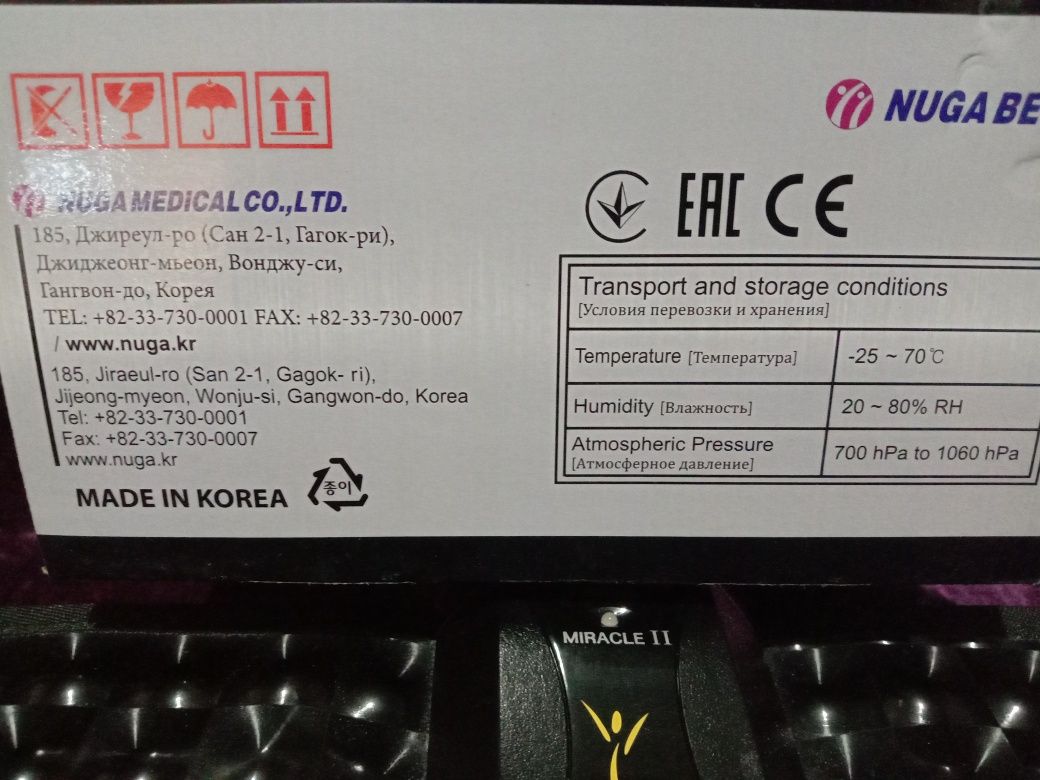 NUGA BE
NUGA MEDICAL CO.,LTD.
185, Джиреул-ро (Сан 2-1, Гагок-ри),
Джиджеонг-мьеон, Вонджу-си,
Гангвон-до, Корея
TEL: +82-33-730-0001 FAX: +82-33-730-0007
/ www.nuga.kr
185, Jiraeul-ro (San 2-1, Gagok- ri),
Jijeong-myeon, Wonju-si, Gangwon-do, Korea
Tel: +82-33-730-0001
Fax: +82-33-730-0007
www.nuga.kr
MADE IN KOREA
종이
EAC CE
Transport and storage conditions
[Условия перевозки и хранения]
Temperature [Температура] -25 ~ 70℃
Humidity [Влажность] 20 ~ 80% RH
Atmospheric Pressure
[Атмосферное давление] 700 hPa to 1060 hPa
MIRACLE II